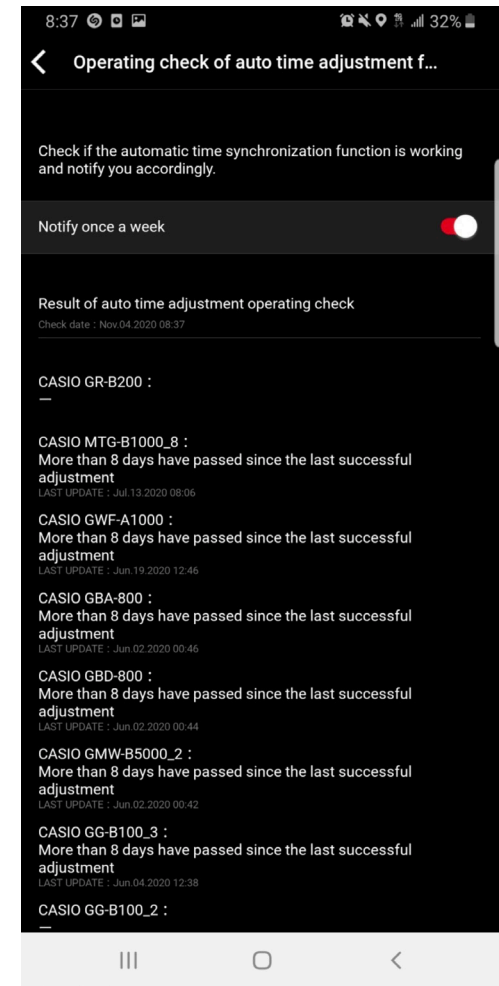 8:37 32%
Operating check of auto time adjustment f...
Check if the automatic time synchronization function is working
and notify you accordingly.
Notify once a week
Result of auto time adjustment operating check
Check date : Nov.04.2020 08:37
CASIO GR-B200 :
—
CASIO MTG-B1000_8 :
More than 8 days have passed since the last successful
adjustment
LAST UPDATE : Jul.13.2020 08:06
CASIO GWF-A1000 :
More than 8 days have passed since the last successful
adjustment
LAST UPDATE : Jun.19.2020 12:46
CASIO GBA-800 :
More than 8 days have passed since the last successful
adjustment
LAST UPDATE : Jun.02.2020 00:46
CASIO GBD-800 :
More than 8 days have passed since the last successful
adjustment
LAST UPDATE : Jun.02.2020 00:44
CASIO GMW-B5000_2 :
More than 8 days have passed since the last successful
adjustment
LAST UPDATE : Jun.02.2020 00:42
CASIO GG-B100_3 :
More than 8 days have passed since the last successful
adjustment
LAST UPDATE : Jun.04.2020 12:38
CASIO GG-B100_2 :
—